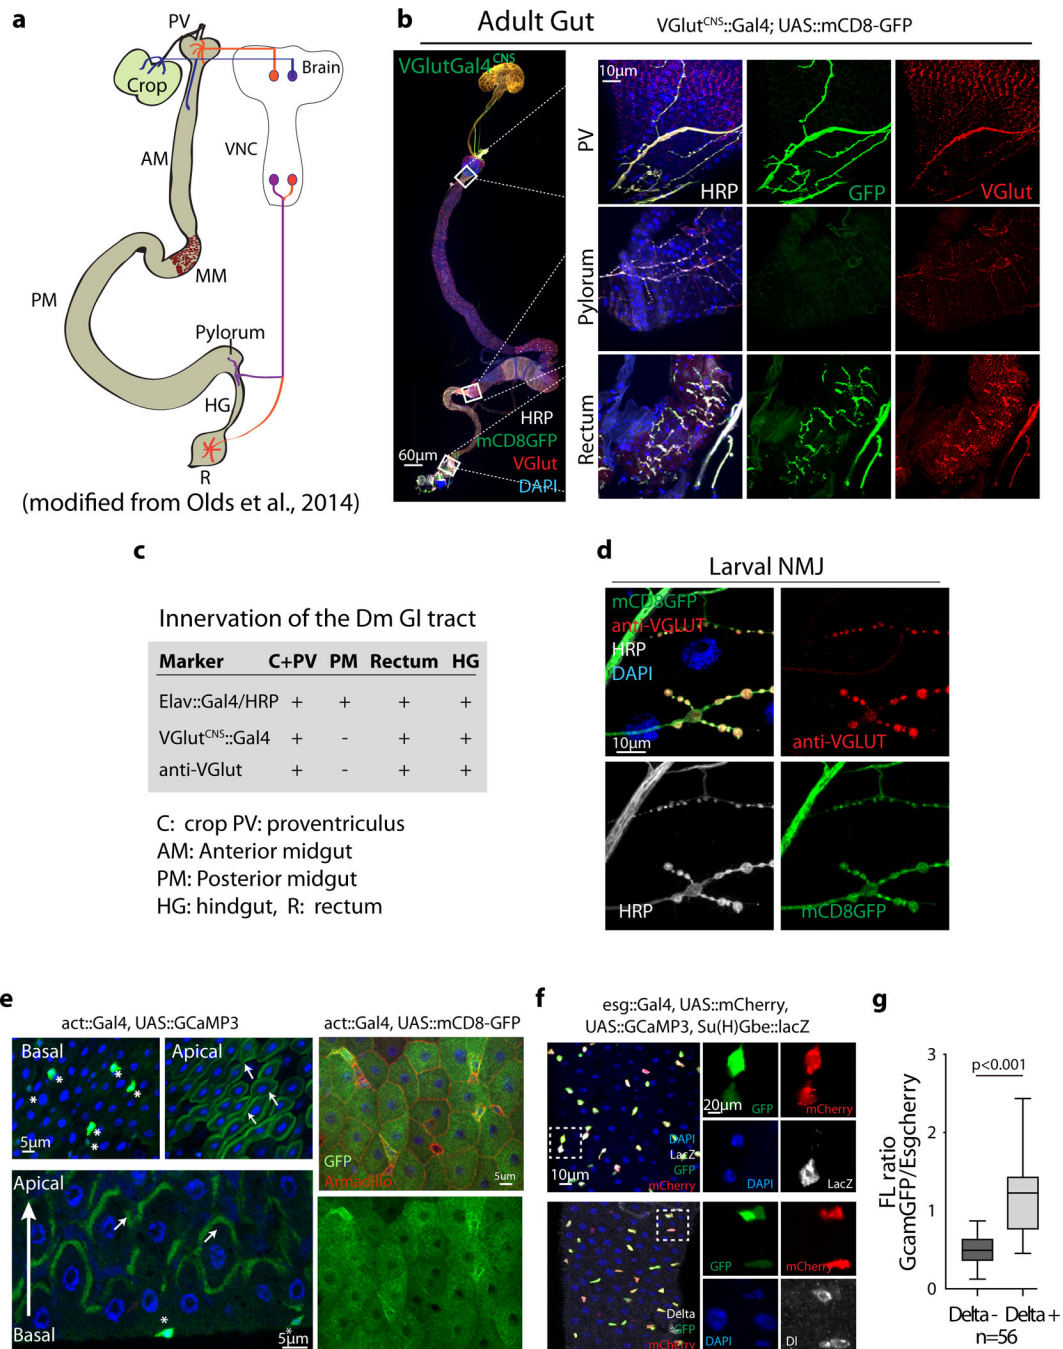 a
PV
Crop
Brain
AM
VNC
MM
PM
Pylorum
HG
R
(modified from Olds et al., 2014)
b
Adult Gut
VGlut^CNS::Gal4; UAS::mCD8-GFP
VGlutGal4^CNS
HRP
mCD8GFP
VGlut
DAPI
60µm
PV
10µm
HRP
GFP
VGlut
Pylorum
Rectum
c
Innervation of the Dm GI tract
Marker C+PV PM Rectum HG
Elav::Gal4/HRP + + + +
VGlut^CNS::Gal4 + - + +
anti-VGlut + - + +
C: crop PV: proventriculus
AM: Anterior midgut
PM: Posterior midgut
HG: hindgut, R: rectum
d
Larval NMJ
mCD8GFP
anti-VGLUT
HRP
DAPI
10µm
anti-VGLUT
HRP
mCD8GFP
e
act::Gal4, UAS::GCaMP3
Basal
* * * * * *
5µm
Apical
Apical
Basal
* *
5µm
act::Gal4, UAS::mCD8-GFP
GFP
Armadillo
5um
f
esg::Gal4, UAS::mCherry,
UAS::GCaMP3, Su(H)Gbe::lacZ
DAPI
LacZ
GFP
mCherry
10µm
GFP
20µm
mCherry
DAPI
LacZ
Delta
GFP
mCherry
GFP
mCherry
DAPI
Dl
g
FL ratio
GcamGFP/Esgcherry
3
2
1
0
p<0.001
Delta - Delta +
n=56